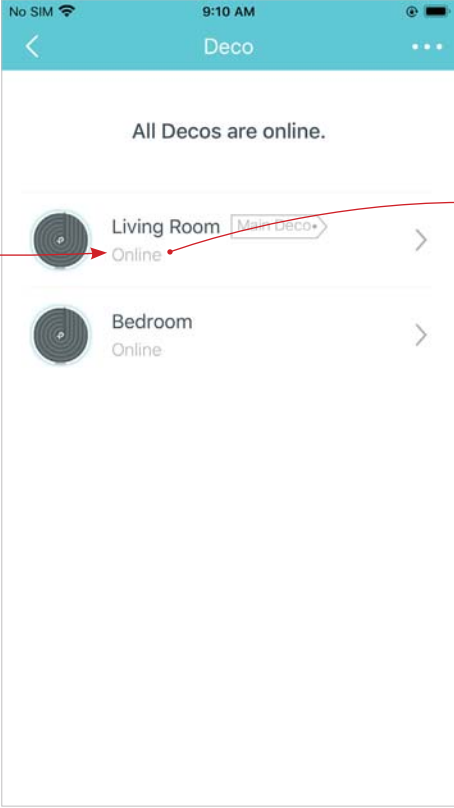 No SIM 9:10 AM
Deco
All Decos are online.
Living Room Main Deco
Online
Bedroom
Online